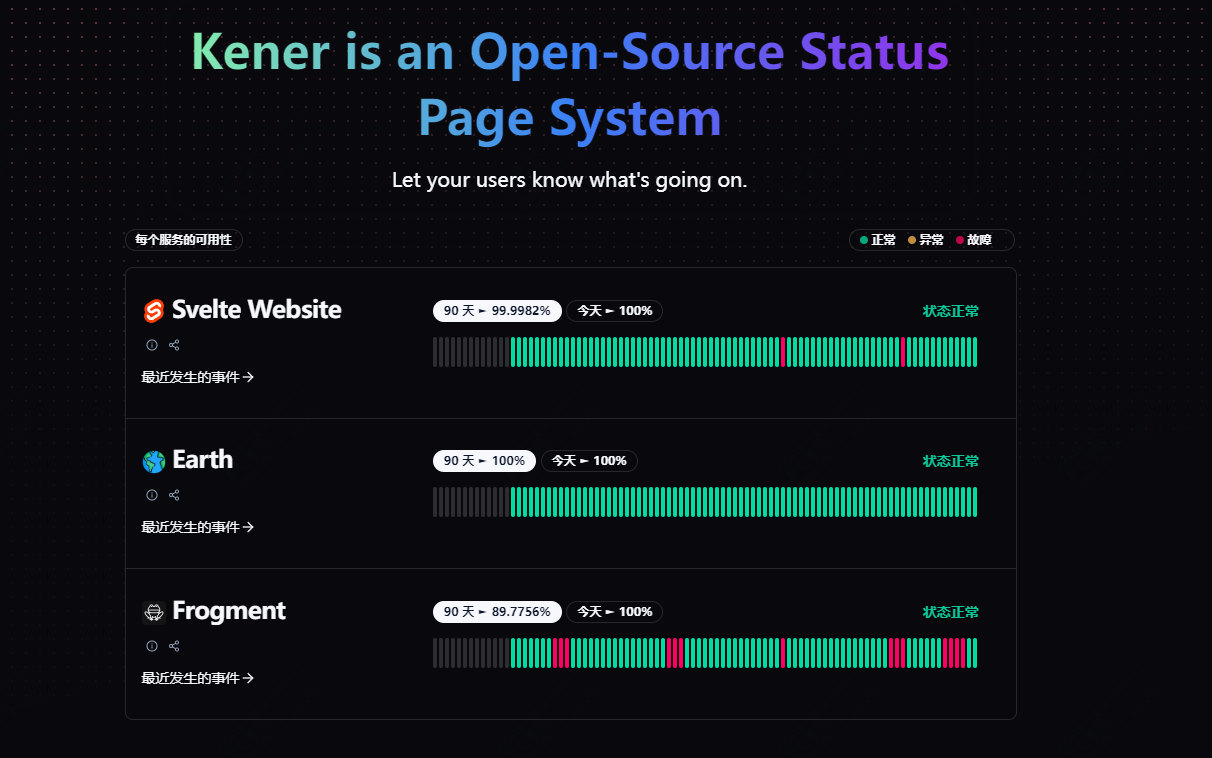 Kener is an Open-Source Status
Page System
Let your users know what's going on.
每个服务的可用性
正常 异常 故障
Svelte Website
90 天 ► 99.9982% 今天 ► 100%
状态正常
最近发生的事件→
Earth
90 天 ► 100% 今天 ► 100%
状态正常
最近发生的事件→
Frogment
90 天 ► 89.7756% 今天 ► 100%
状态正常
最近发生的事件→